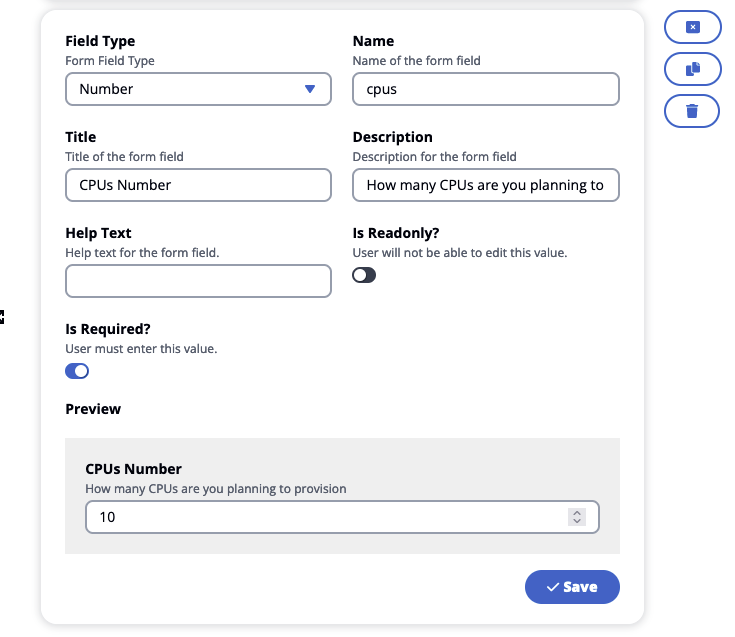 Field Type
Form Field Type
Number
Name
Name of the form field
cpus
Title
Title of the form field
CPUs Number
Description
Description for the form field
How many CPUs are you planning to
Help Text
Help text for the form field.
Is Readonly?
User will not be able to edit this value.
Is Required?
User must enter this value.
Preview
CPUs Number
How many CPUs are you planning to provision
10
Save